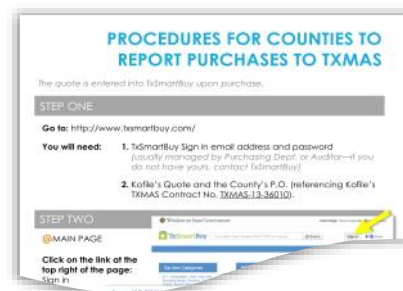 PROCEDURES FOR COUNTIES TO
REPORT PURCHASES TO TXMAS
The quote is entered into TxSmartBuy upon purchase.
STEP ONE
Go to: http://www.txsmartbuy.com/
You will need: 1. TxSmartBuy Sign in email address and password
(usually managed by Purchasing Dept. or Auditor—if you
do not have yours, contact TxSmartBuy)
2. Kofile's Quote and the County's P.O. (referencing Kofile's
TXMAS Contract No. TXMAS-13-36010).
STEP TWO
@MAIN PAGE
Click on the link at the
top right of the page:
Sign in
TxSmartBuy